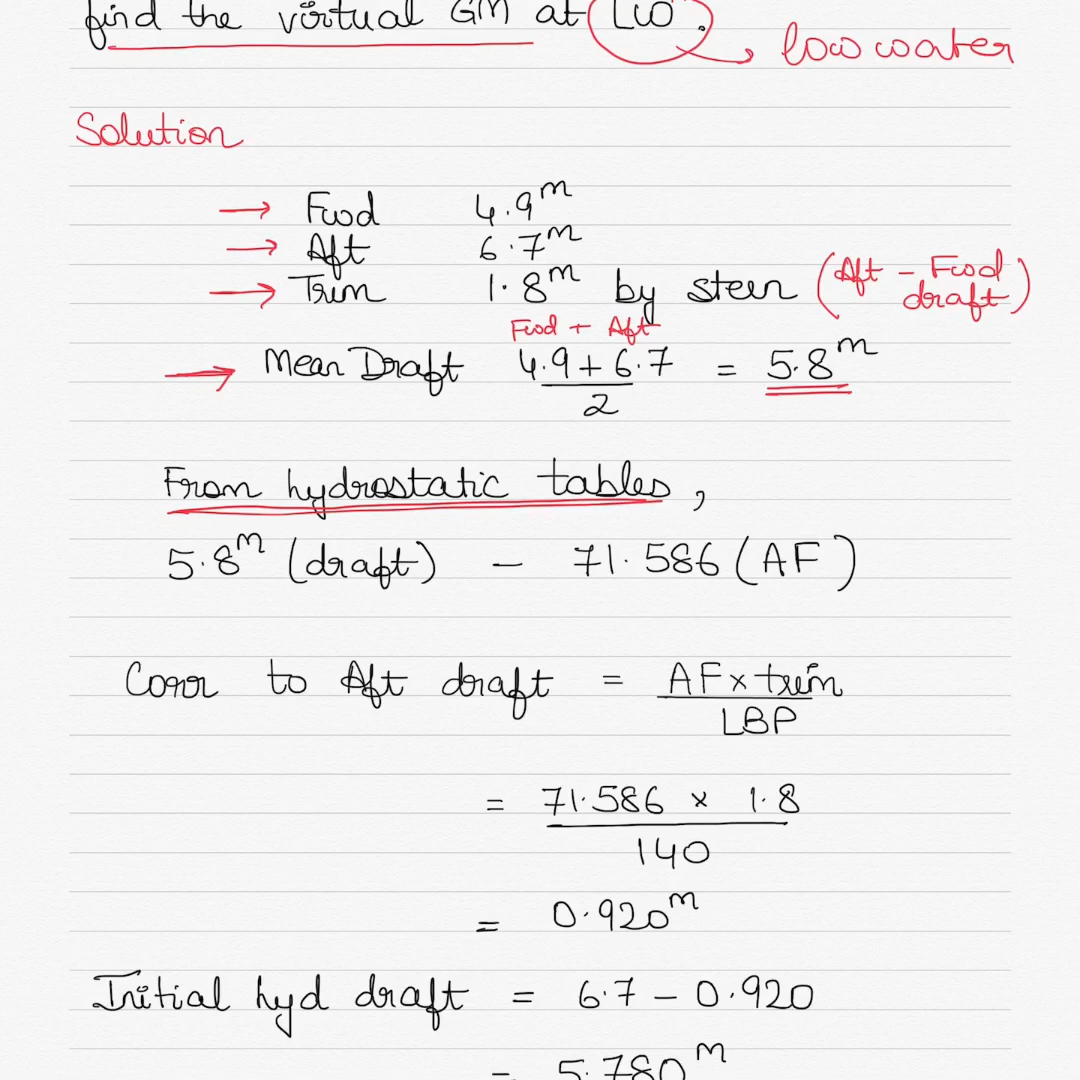 find the virtual GM at LW.
→ low water
Solution
→ Fwd 4.9ᵐ
→ Aft 6.7ᵐ
→ Trim 1.8ᵐ by stern (Aft - Fwd draft)
Fwd + Aft
→ Mean Draft 4.9+6.7 = 5.8ᵐ
2
From hydrostatic tables,
5.8ᵐ (draft) - 71.586 (AF)
Corr to Aft draft = AF x trim
LBP
= 71.586 x 1.8
140
= 0.920ᵐ
Initial hyd draft = 6.7 - 0.920
= 5.780ᵐ